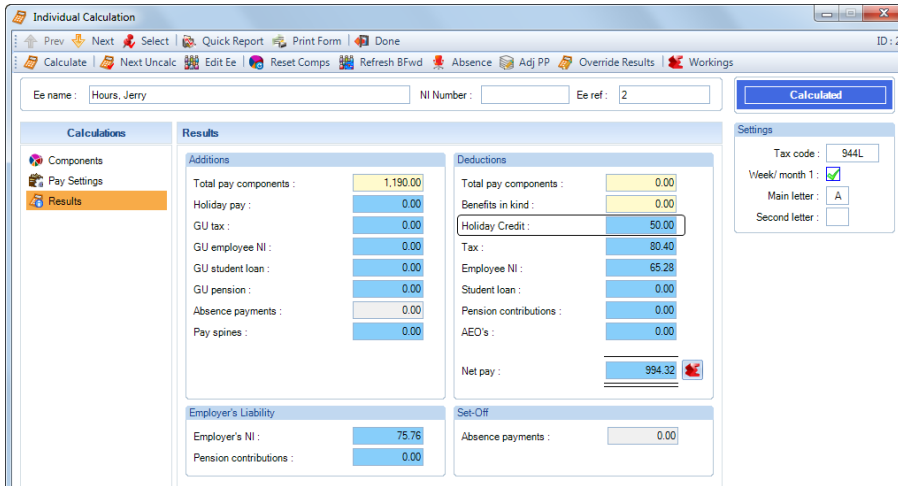 Individual Calculation
Prev Next Select Quick Report Print Form Done ID : 2
Calculate Next Uncalc Edit Ee Reset Comps Refresh BFwd Absence Adj PP Override Results Workings
Ee name : Hours, Jerry NI Number : Ee ref : 2 Calculated
Calculations
Components
Pay Settings
Results
Results
Additions
Total pay components : 1,190.00
Holiday pay : 0.00
GU tax : 0.00
GU employee NI : 0.00
GU student loan : 0.00
GU pension : 0.00
Absence payments : 0.00
Pay spines : 0.00
Deductions
Total pay components : 0.00
Benefits in kind : 0.00
Holiday Credit : 50.00
Tax : 80.40
Employee NI : 65.28
Student loan : 0.00
Pension contributions : 0.00
AEO's : 0.00
Net pay : 994.32
Employer's Liability
Employer's NI : 75.76
Pension contributions : 0.00
Set-Off
Absence payments : 0.00
Settings
Tax code : 944L
Week/ month 1 :
Main letter : A
Second letter :